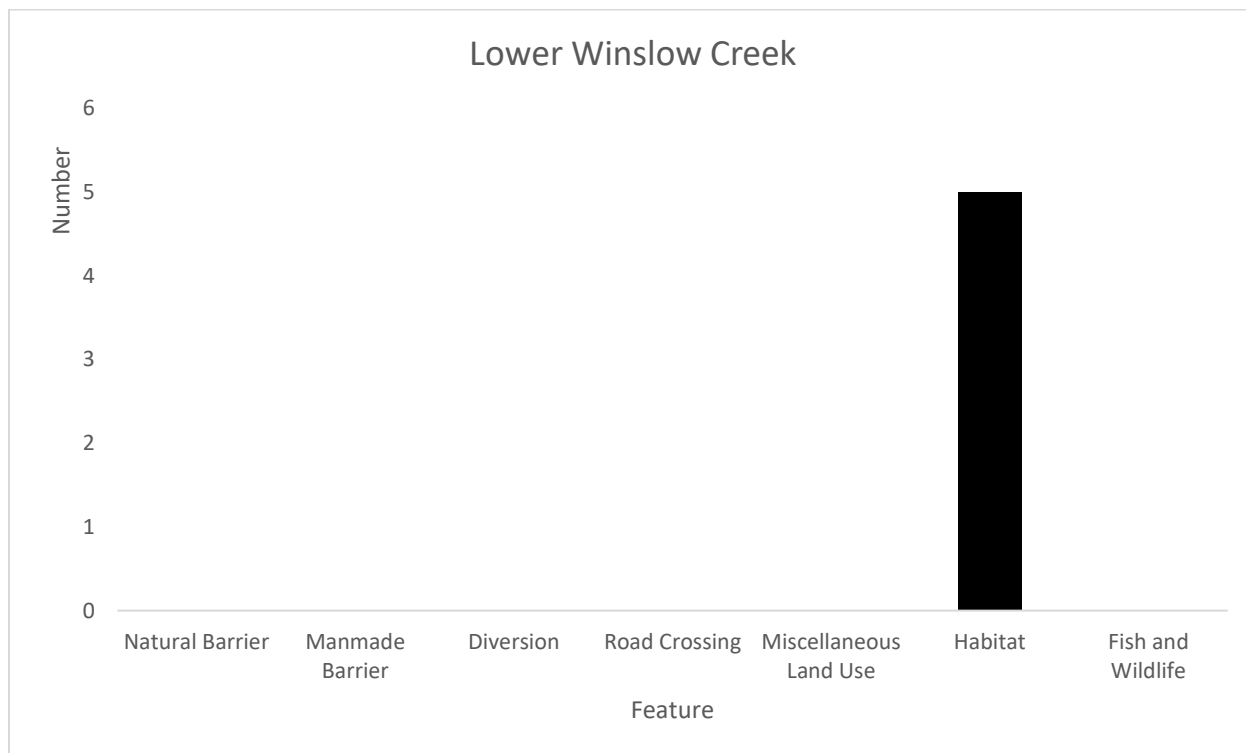 Lower Winslow Creek
6
Number
5
4
3
2
1
0
Natural Barrier
Manmade
Barrier
Diversion
Road Crossing
Miscellaneous
Land Use
Habitat
Fish and
Wildlife
Feature